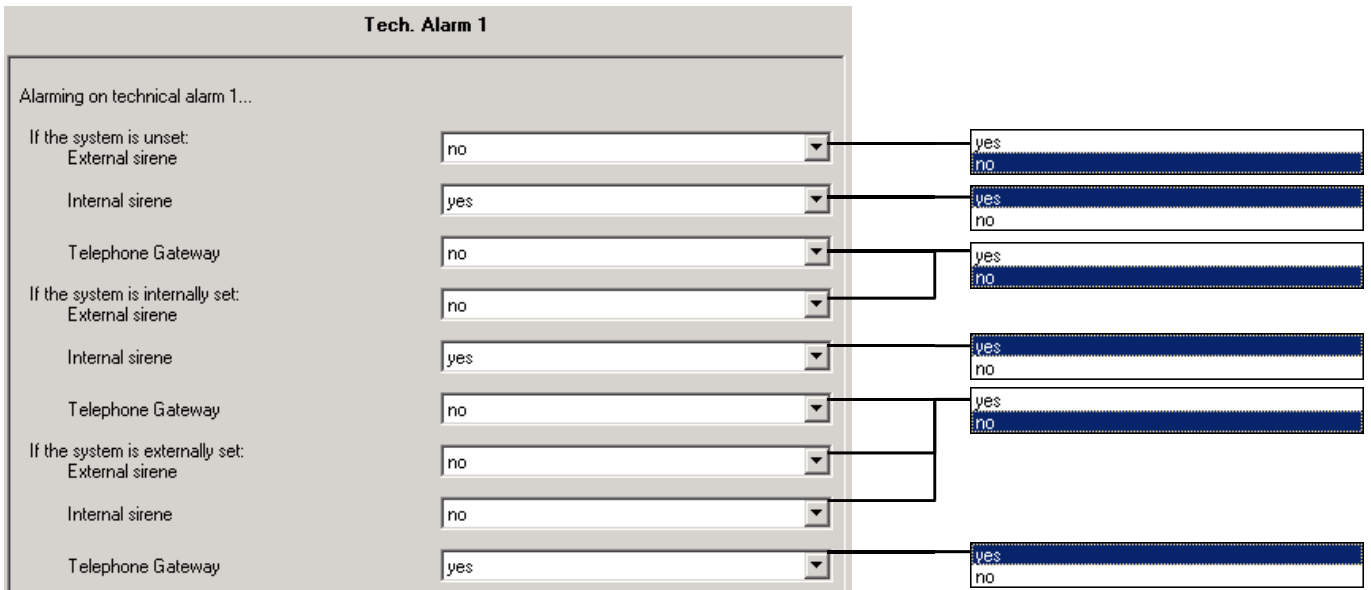 Tech. Alarm 1
Alarming on technical alarm 1...
If the system is unset:
External sirene
no
yes
no
Internal sirene
yes
yes
no
Telephone Gateway
no
yes
no
If the system is internally set:
External sirene
no
Internal sirene
yes
yes
no
Telephone Gateway
no
yes
no
If the system is externally set:
External sirene
no
Internal sirene
no
Telephone Gateway
yes
yes
no